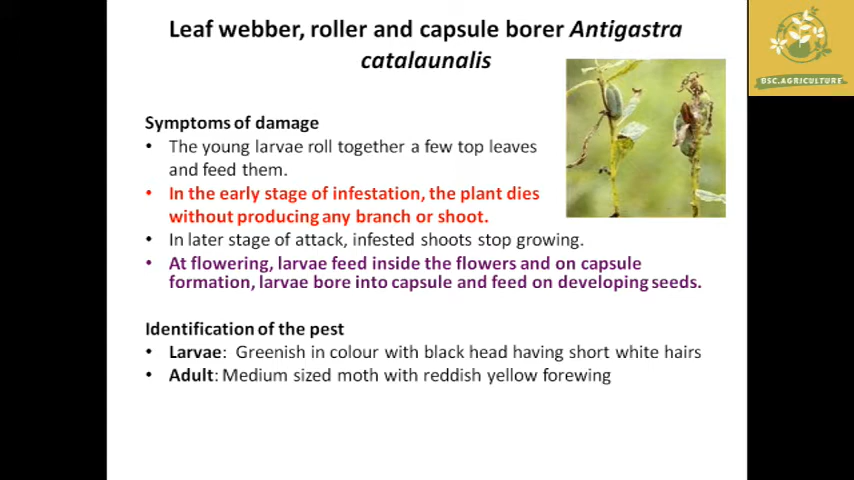 Leaf webber, roller and capsule borer Antigastra
catalaunalis
BSC.AGRICULTURE
Symptoms of damage
• The young larvae roll together a few top leaves
and feed them.
• In the early stage of infestation, the plant dies
without producing any branch or shoot.
• In later stage of attack, infested shoots stop growing.
• At flowering, larvae feed inside the flowers and on capsule
formation, larvae bore into capsule and feed on developing seeds.
Identification of the pest
• Larvae: Greenish in colour with black head having short white hairs
• Adult: Medium sized moth with reddish yellow forewing